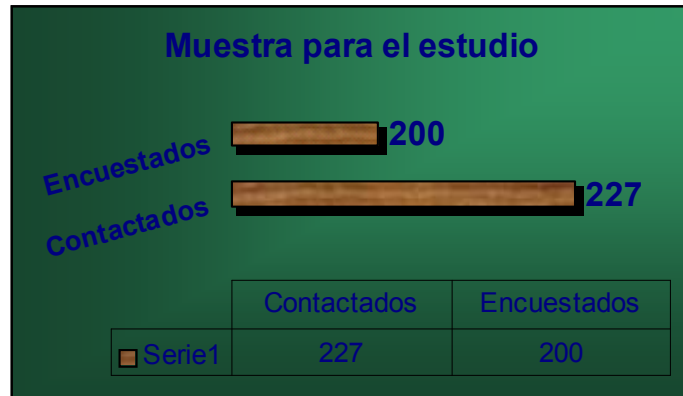 Muestra para el estudio
Encuestados 200
Contactados 227
Contactados Encuestados
Serie1 227 200